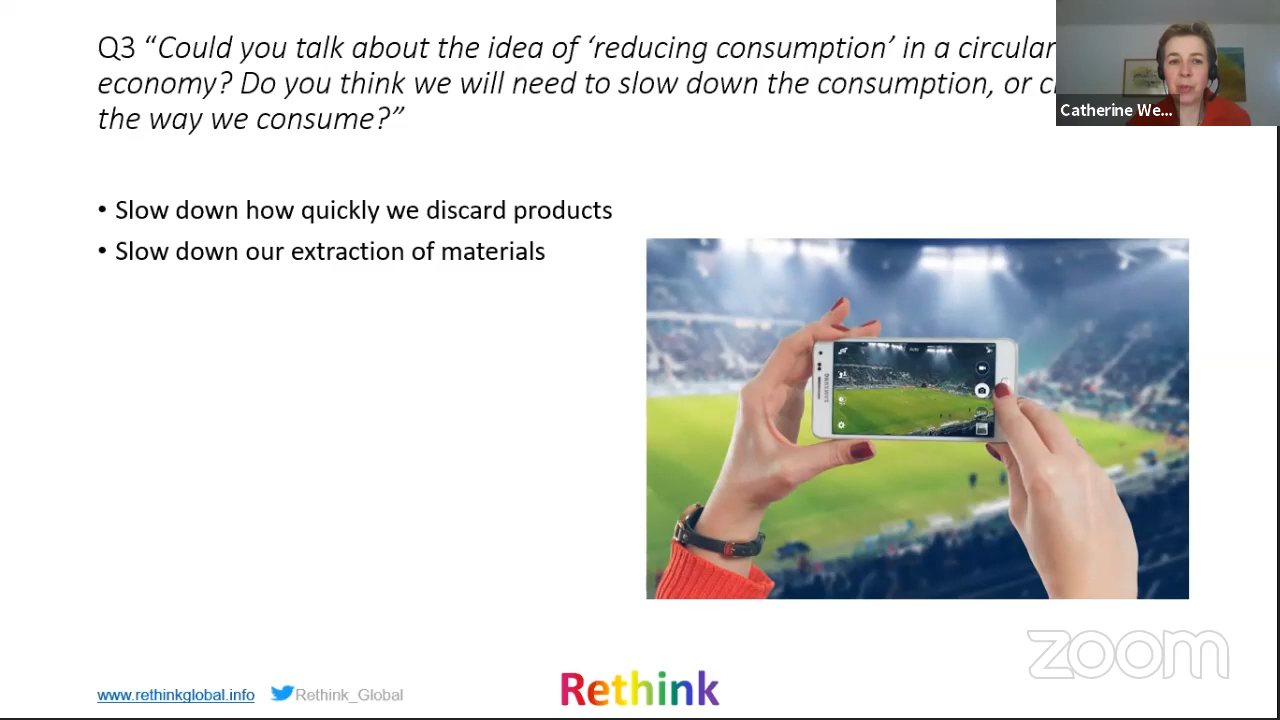 Q3 “Could you talk about the idea of ‘reducing consumption’ in a circular
economy? Do you think we will need to slow down the consumption, or
the way we consume?”
Catherine We...
• Slow down how quickly we discard products
• Slow down our extraction of materials
SAMSUNG
zoom
www.rethinkglobal.info
Rethink_Global
Rethink